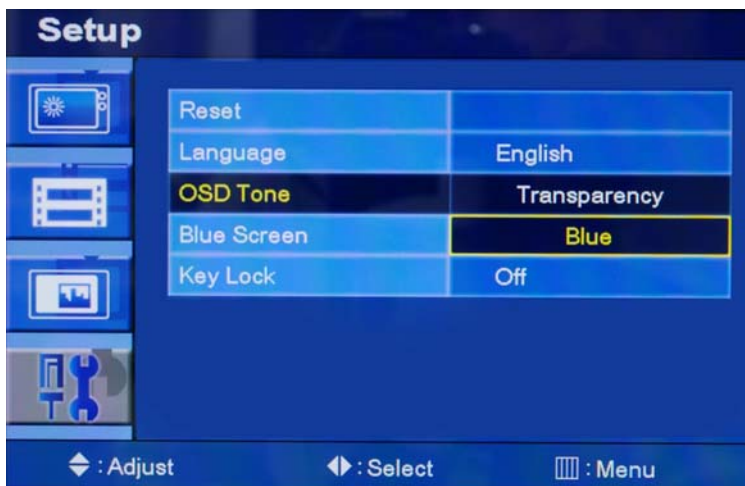 Setup
Reset
Language English
OSD Tone Transparency
Blue Screen Blue
Key Lock Off
: Adjust : Select : Menu